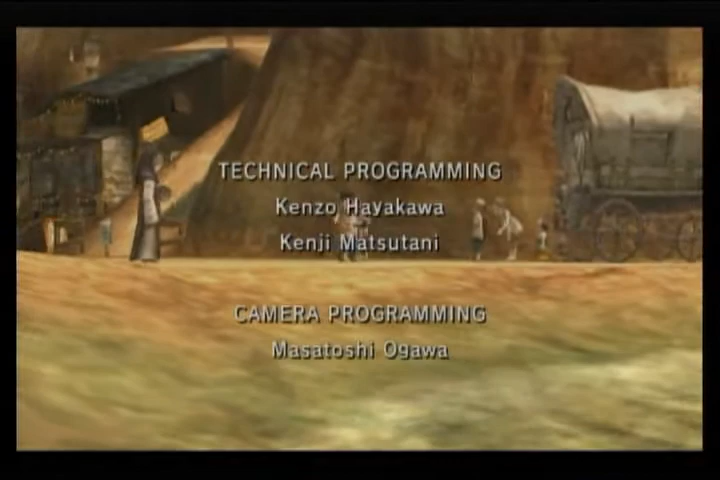 TECHNICAL PROGRAMMING
Kenzo Hayakawa
Kenji Matsutani
CAMERA PROGRAMMING
Masatoshi Ogawa